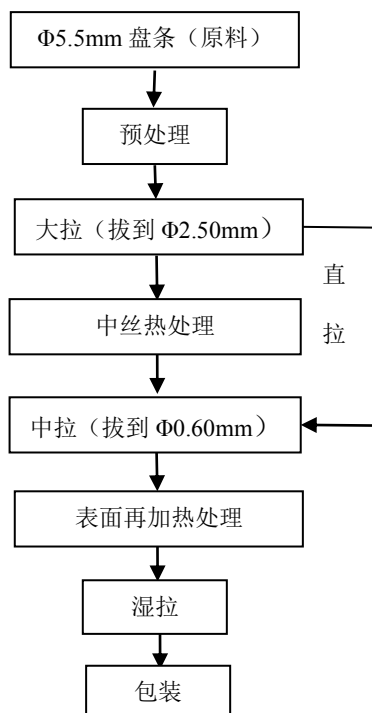 Φ5.5mm 盘条（原料）
预处理
大拉（拔到 Φ2.50mm）
直
拉
中丝热处理
中拉（拔到 Φ0.60mm）
表面再加热处理
湿拉
包装